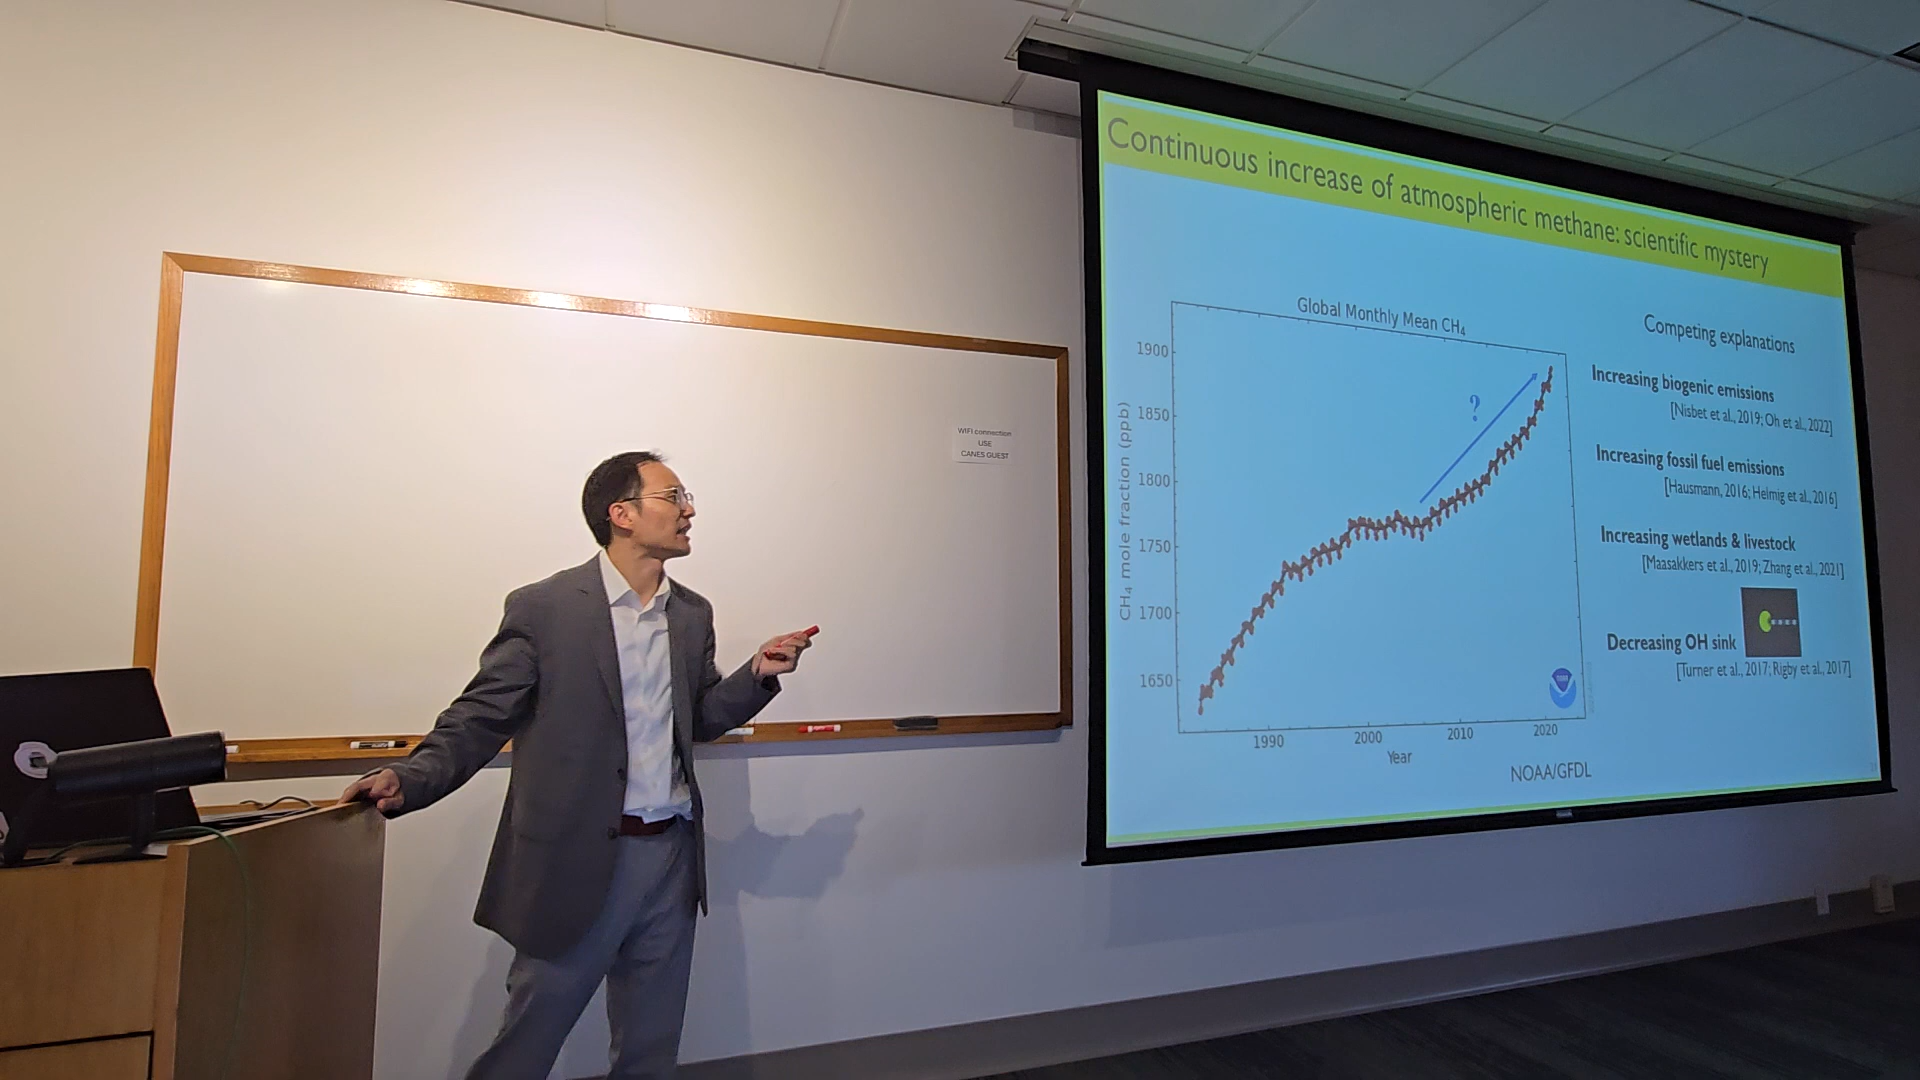 Continuous increase of atmospheric methane: scientific mystery
Global Monthly Mean CH₄
CH₄ mole fraction (ppb)
1900
1850
1800
1750
1700
1650
?
1990
2000
2010
2020
Year
NOAA/GFDL
Competing explanations
Increasing biogenic emissions
[Nisbet et al., 2019; Oh et al., 2022]
Increasing fossil fuel emissions
[Hausmann, 2016; Helmig et al., 2016]
Increasing wetlands & livestock
[Maasakkers et al., 2019; Zhang et al., 2021]
Decreasing OH sink
[Turner et al., 2017; Rigby et al., 2017]
WIFI connection
USE
CANES GUEST